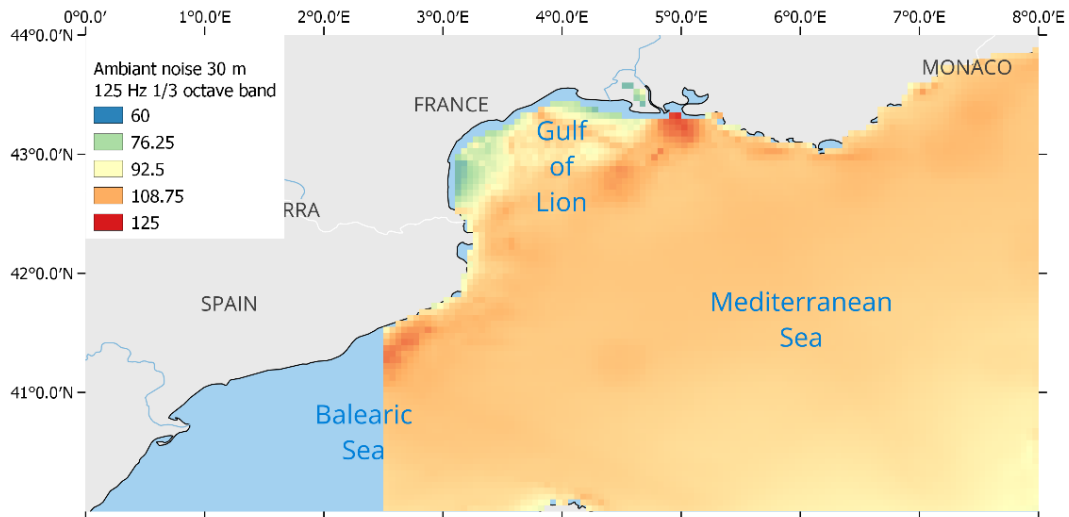 0°0.0'E 1°0.0'E 2°0.0'E 3°0.0'E 4°0.0'E 5°0.0'E 6°0.0'E 7°0.0'E 8°0.0'E
44°0.0'N
Ambiant noise 30 m
125 Hz 1/3 octave band
60
76.25
92.5
108.75
125
MONACO
FRANCE
Gulf
of
Lion
43°0.0'N
RRA
42°0.0'N
SPAIN
Mediterranean
Sea
41°0.0'N
Balearic
Sea